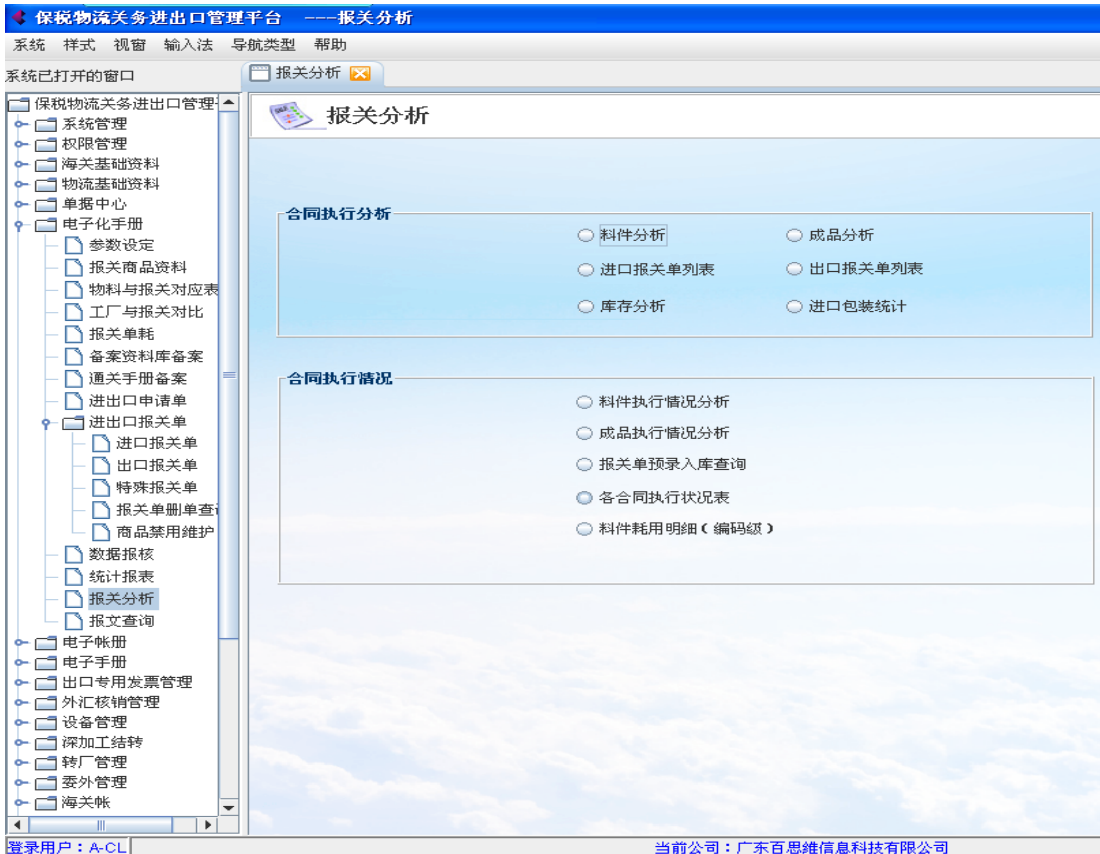 保税物流关务进出口管理平台 ---报关分析
系统 样式 视窗 输入法 导航类型 帮助
系统已打开的窗口
报关分析
保税物流关务进出口管理
系统管理
权限管理
海关基础资料
物流基础资料
单据中心
电子化手册
参数设定
报关商品资料
物料与报关对应表
工厂与报关对比
报关单耗
备案资料库备案
通关手册备案
进出口申请单
进出口报关单
进口报关单
出口报关单
特殊报关单
报关单删单查
商品禁用维护
数据报核
统计报表
报关分析
报文查询
电子帐册
电子手册
出口专用发票管理
外汇核销管理
设备管理
深加工结转
转厂管理
委外管理
海关帐
报关分析
合同执行分析
料件分析 成品分析
进口报关单列表 出口报关单列表
库存分析 进口包装统计
合同执行情况
料件执行情况分析
成品执行情况分析
报关单预录入库查询
各合同执行状况表
料件耗用明细(编码级)
登录用户:A-CL 当前公司:广东百思维信息科技有限公司